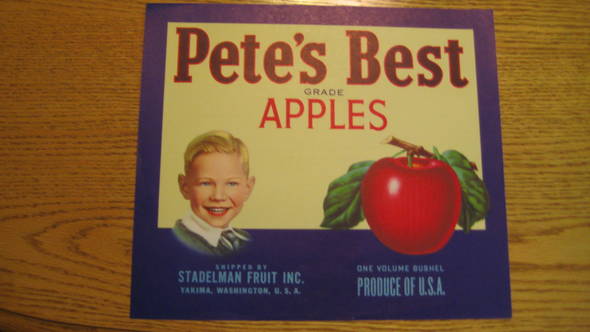 Pete's Best
GRADE
APPLES
SHIPPED BY
STADELMAN FRUIT INC.
YAKIMA, WASHINGTON, U. S. A.
ONE VOLUME BUSHEL
PRODUCE OF U.S.A.